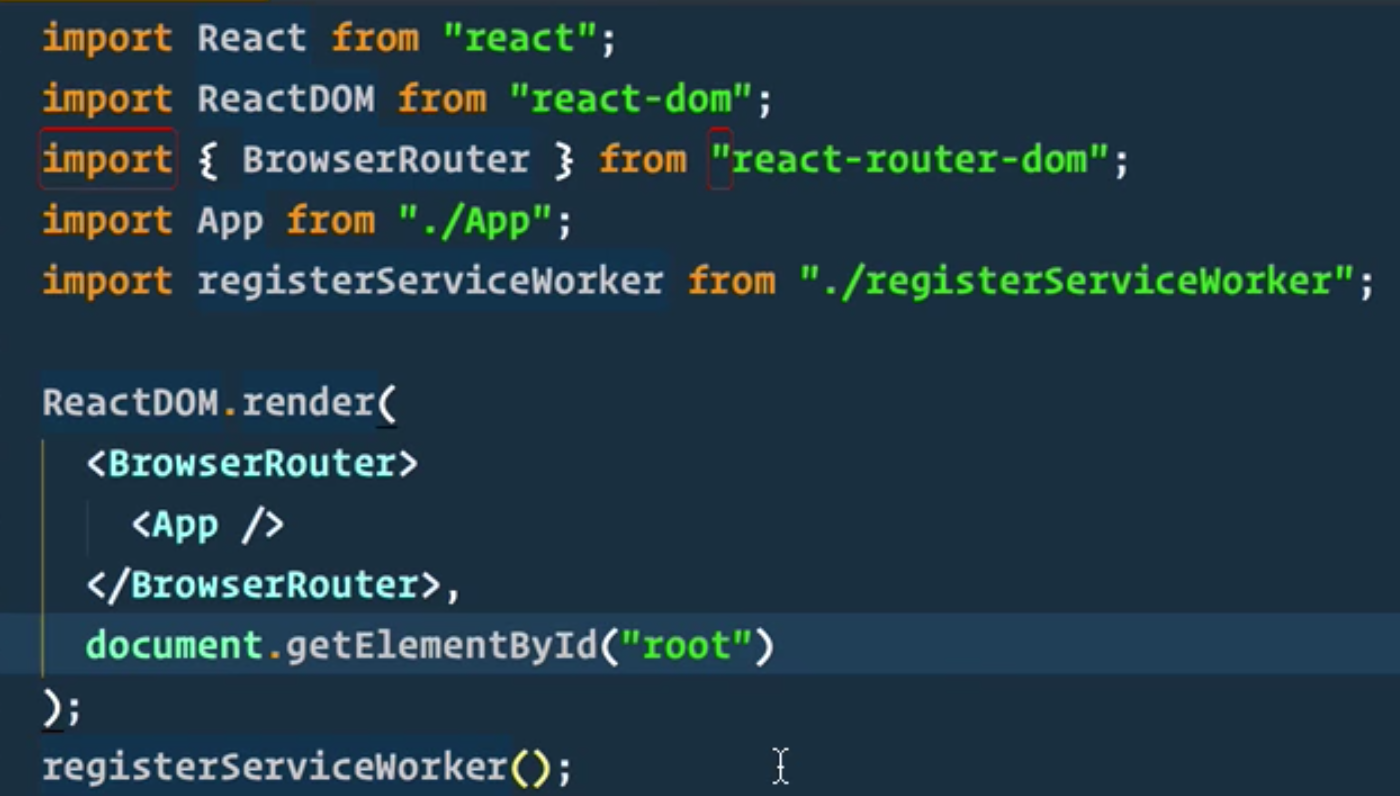 import React from "react";
import ReactDOM from "react-dom";
import { BrowserRouter } from "react-router-dom";
import App from "./App";
import registerServiceWorker from "./registerServiceWorker";

ReactDOM.render(
  <BrowserRouter>
    <App />
  </BrowserRouter>,
  document.getElementById("root")
);
registerServiceWorker();